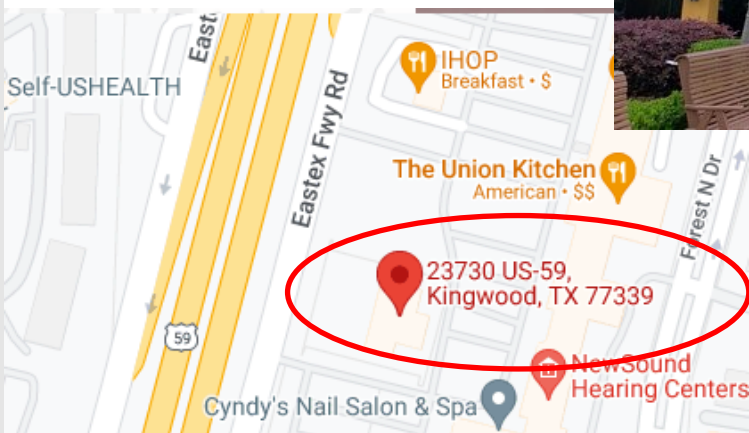 East
IHOP
Breakfast • $
Self-USHEALTH
Eastex Fwy Rd
The Union Kitchen
American • $$
Forest N Dr
23730 US-59,
Kingwood, TX 77339
59
NewSound
Hearing Centers
Cyndy's Nail Salon & Spa